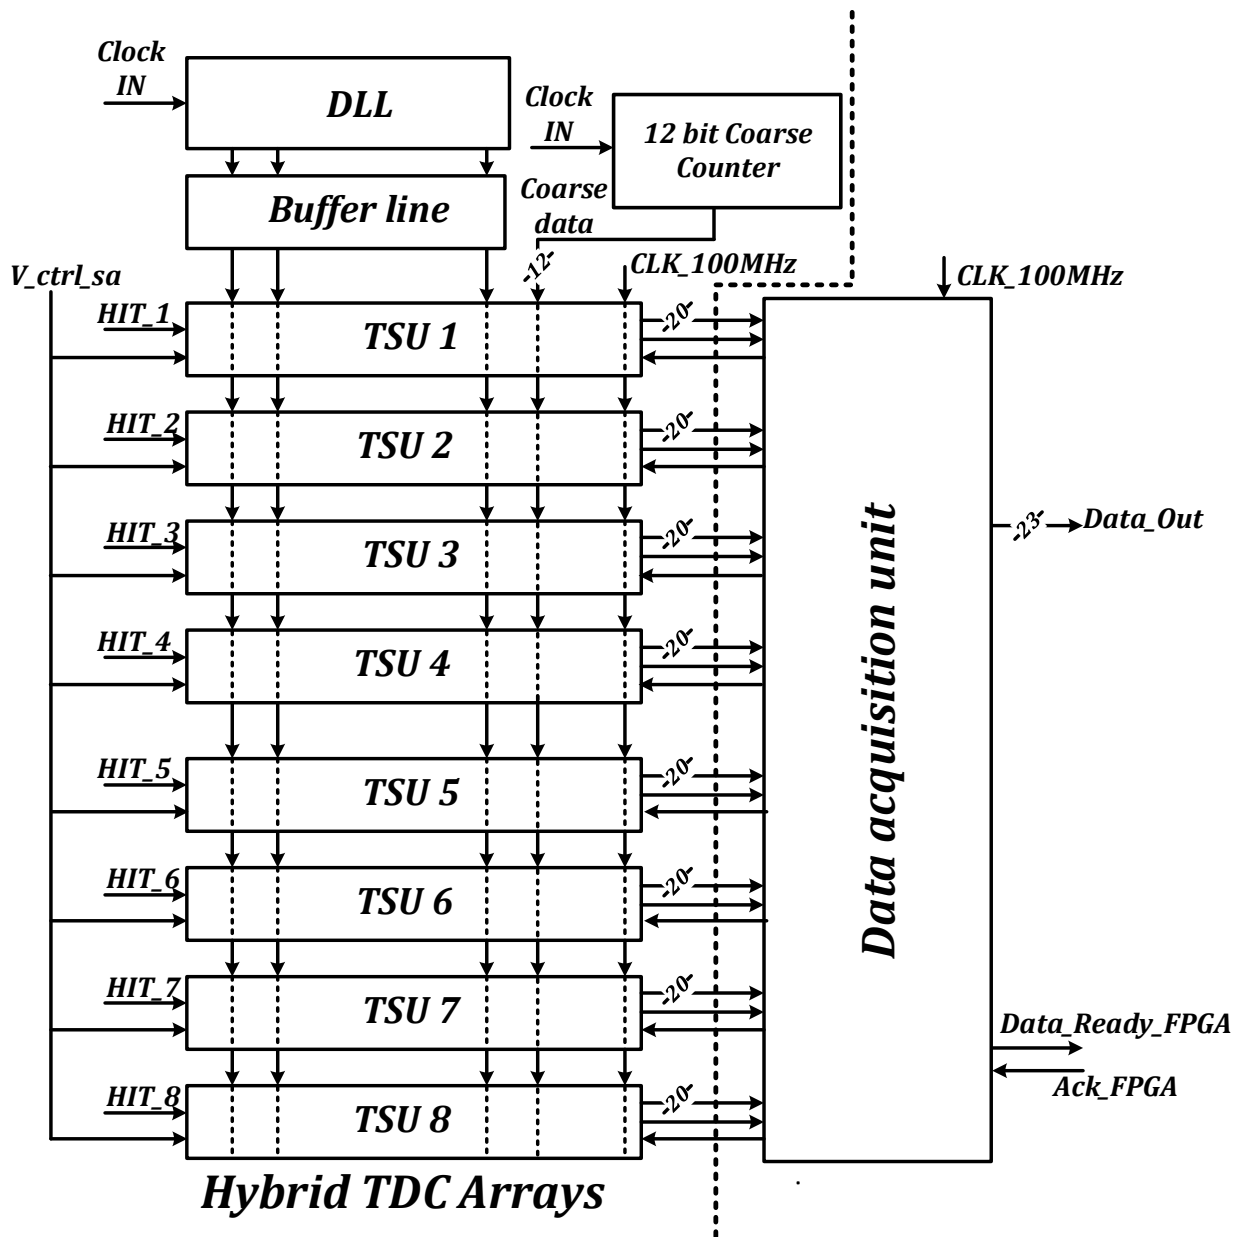 Clock
IN
DLL
Clock
IN
12 bit Coarse
Counter
Buffer line
Coarse
data
-12-
V_ctrl_sa
CLK_100MHz
CLK_100MHz
HIT_1
TSU 1
-20-
HIT_2
TSU 2
-20-
HIT_3
TSU 3
-20-
HIT_4
TSU 4
-20-
HIT_5
TSU 5
-20-
HIT_6
TSU 6
-20-
HIT_7
TSU 7
-20-
HIT_8
TSU 8
-20-
Data acquisition unit
-23-
Data_Out
Data_Ready_FPGA
Ack_FPGA
Hybrid TDC Arrays